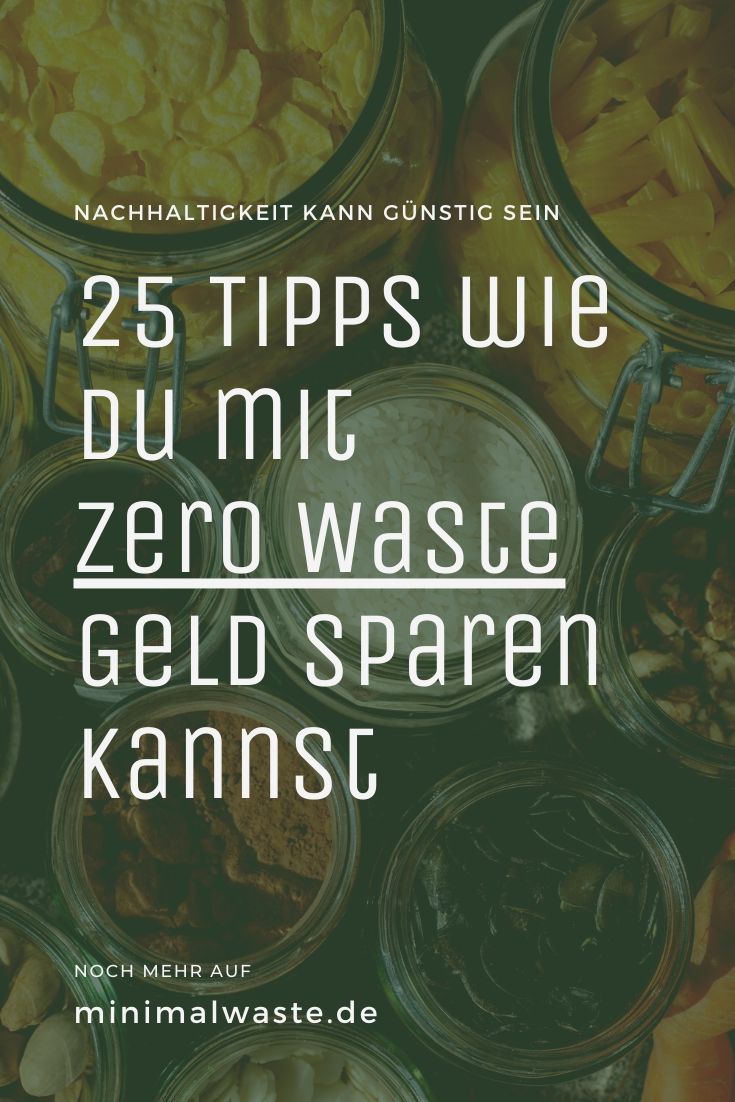 NACHHALTIGKEIT KANN GÜNSTIG SEIN
25 Tipps wie
du mit
zero waste
geld sparen
kannst
NOCH MEHR AUF
minimalwaste.de